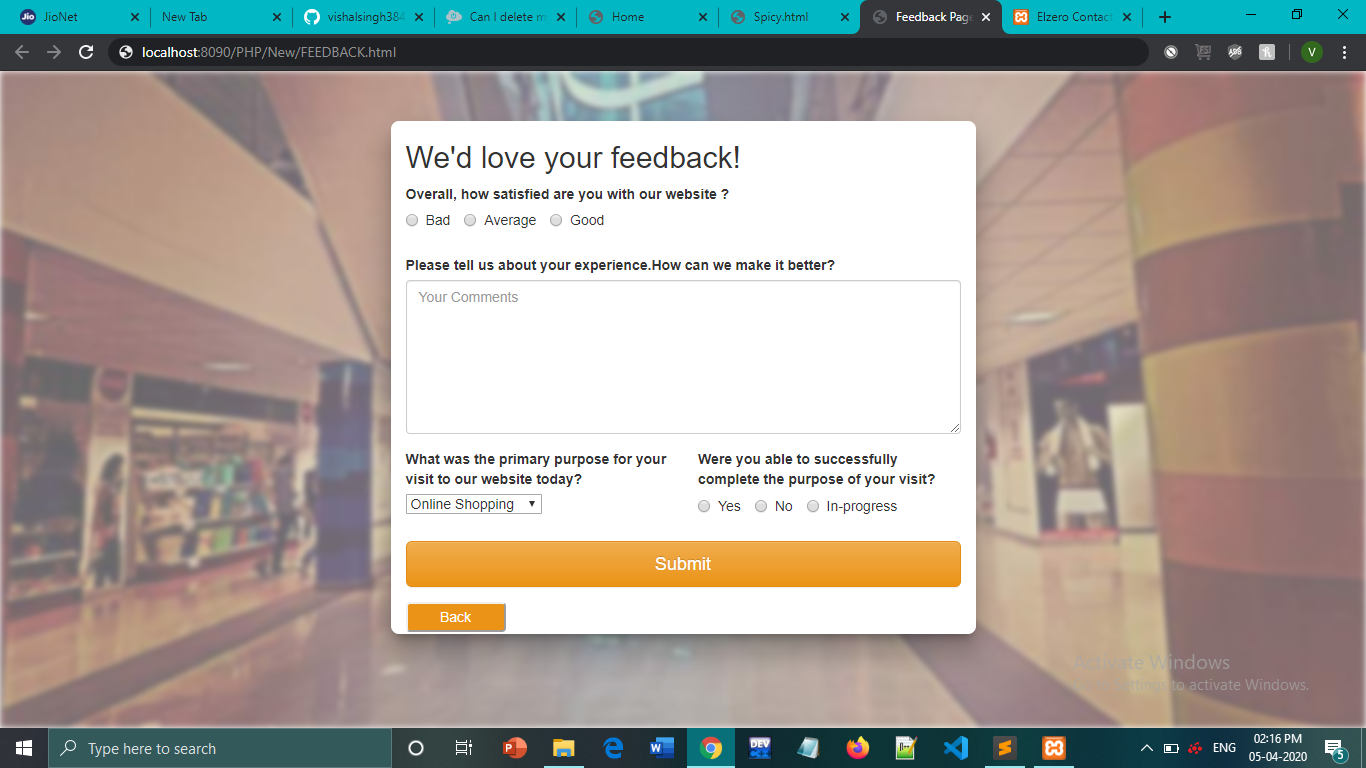 Jio JioNet
New Tab
vishalsingh384
Can I delete m
Home
Spicy.html
Feedback Page
Elzero Contact
localhost:8090/PHP/New/FEEDBACK.html
V
We'd love your feedback!
Overall, how satisfied are you with our website ?
Bad Average Good
Please tell us about your experience.How can we make it better?
Your Comments
What was the primary purpose for your
visit to our website today?
Online Shopping
Were you able to successfully
complete the purpose of your visit?
Yes No In-progress
Submit
Back
Activate Windows
to activate Windows.
Type here to search
DEV
ENG
02:16 PM
05-04-2020
5